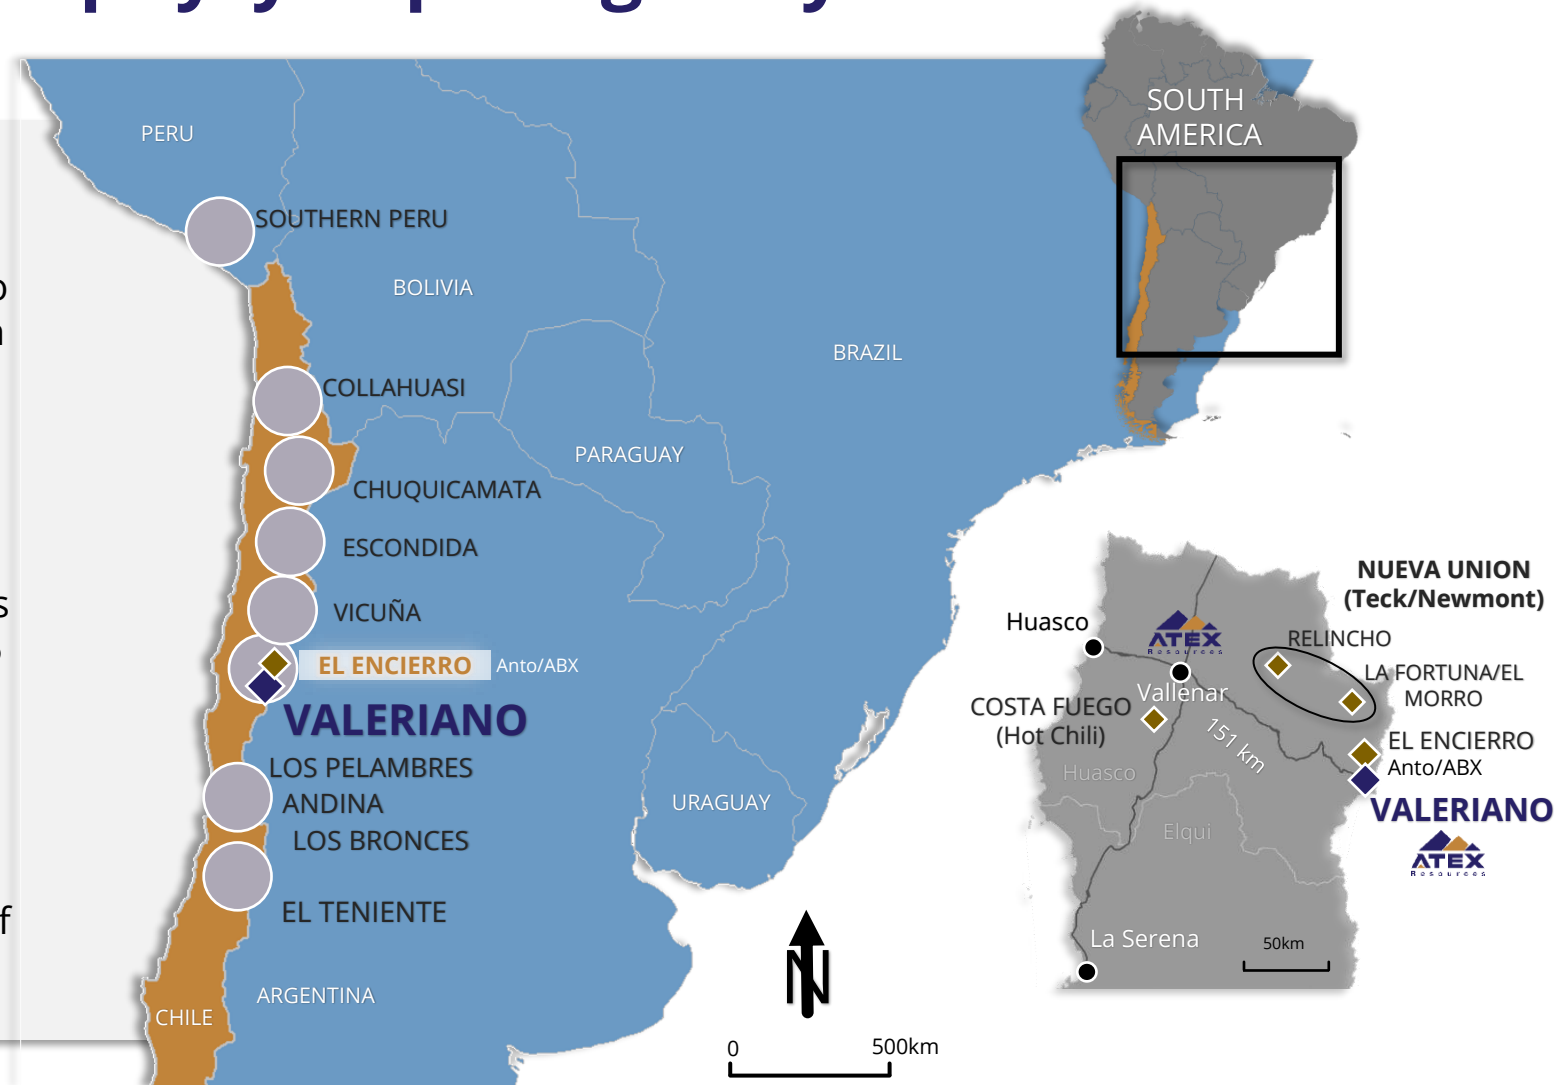 PERU
SOUTHERN PERU
BOLIVIA
BRAZIL
COLLAHUASI
PARAGUAY
CHUQUICAMATA
ESCONDIDA
VICUÑA
EL ENCIERRO Anto/ABX
VALERIANO
LOS PELAMBRES
ANDINA
LOS BRONCES
URAGUAY
EL TENIENTE
ARGENTINA
CHILE
N
0 500km
SOUTH
AMERICA
NUEVA UNION
(Teck/Newmont)
Huasco
ATEX
Resources
RELINCHO
Vallenar
LA FORTUNA/EL
MORRO
COSTA FUEGO
(Hot Chili)
151 km
EL ENCIERRO
Anto/ABX
Huasco
VALERIANO
Elqui
ATEX
Resources
La Serena
50km